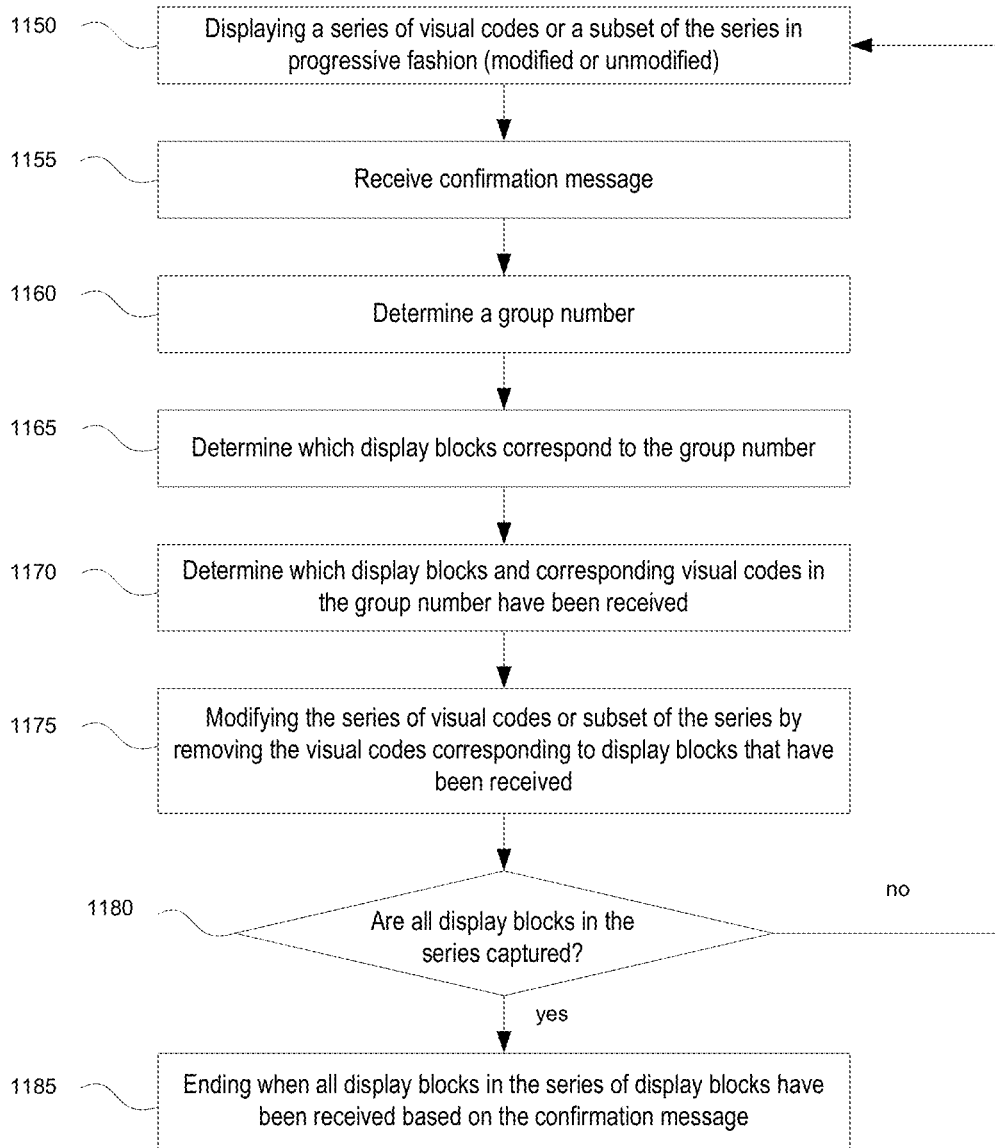 1150
Displaying a series of visual codes or a subset of the series in
progressive fashion (modified or unmodified)
1155
Receive confirmation message
1160
Determine a group number
1165
Determine which display blocks correspond to the group number
1170
Determine which display blocks and corresponding visual codes in
the group number have been received
1175
Modifying the series of visual codes or subset of the series by
removing the visual codes corresponding to display blocks that have
been received
1180
Are all display blocks in the
series captured?
no
yes
1185
Ending when all display blocks in the series of display blocks have
been received based on the confirmation message